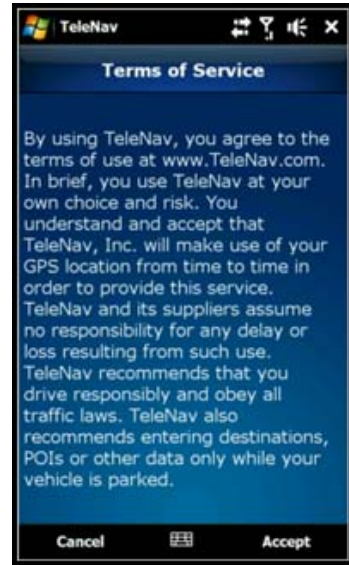 TeleNav
Terms of Service
By using TeleNav, you agree to the
terms of use at www.TeleNav.com.
In brief, you use TeleNav at your
own choice and risk. You
understand and accept that
TeleNav, Inc. will make use of your
GPS location from time to time in
order to provide this service.
TeleNav and its suppliers assume
no responsibility for any delay or
loss resulting from such use.
TeleNav recommends that you
drive responsibly and obey all
traffic laws. TeleNav also
recommends entering destinations,
POIs or other data only while your
vehicle is parked.
Cancel Accept